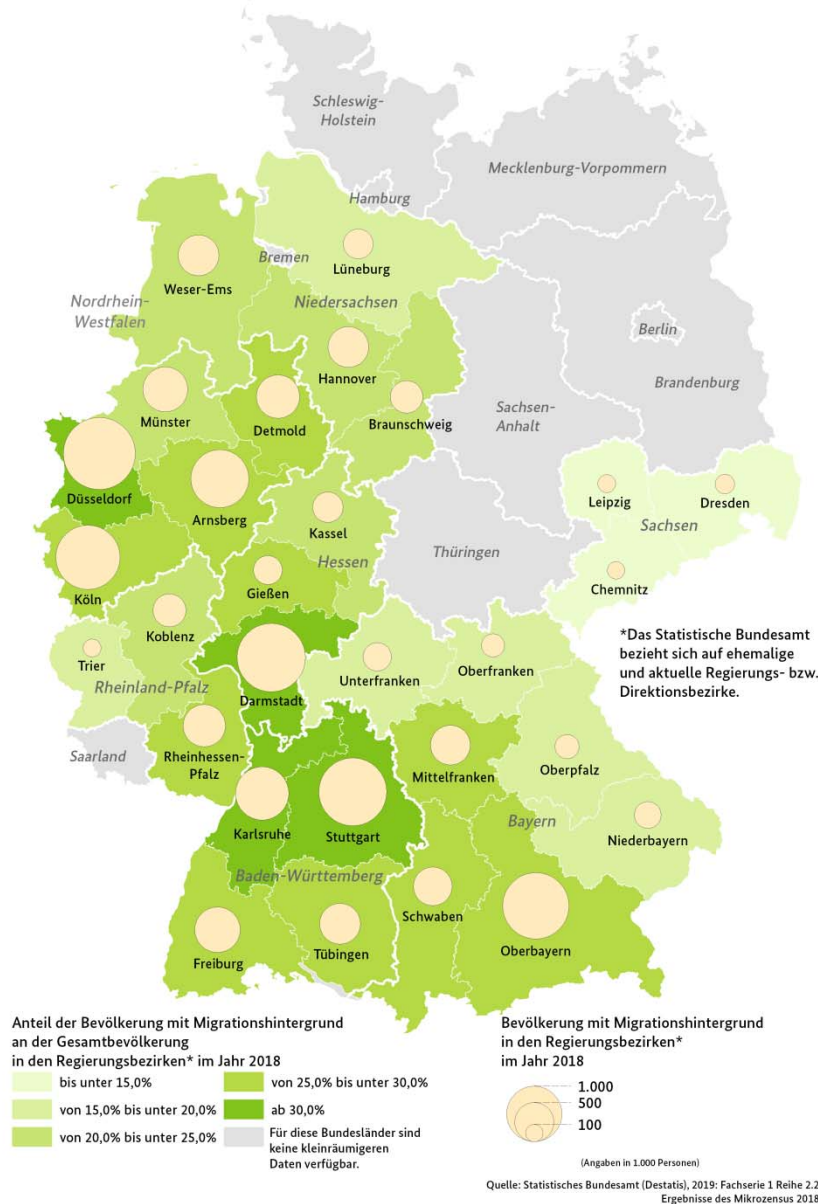 Schleswig-
Holstein
Mecklenburg-Vorpommern
Hamburg
Bremen
Lüneburg
Weser-Ems
Niedersachsen
Nordrhein-
Westfalen
Berlin
Hannover
Brandenburg
Münster
Detmold
Braunschweig
Sachsen-
Anhalt
Düsseldorf
Arnsberg
Leipzig
Dresden
Sachsen
Kassel
Hessen
Thüringen
Köln
Gießen
Chemnitz
Koblenz
Trier
Unterfranken
Oberfranken
*Das Statistische Bundesamt
bezieht sich auf ehemalige
und aktuelle Regierungs- bzw.
Direktionsbezirke.
Rheinland-Pfalz
Darmstadt
Saarland
Rheinhessen-
Pfalz
Mittelfranken
Oberpfalz
Karlsruhe
Stuttgart
Bayern
Niederbayern
Baden-Württemberg
Schwaben
Oberbayern
Freiburg
Tübingen
Anteil der Bevölkerung mit Migrationshintergrund
an der Gesamtbevölkerung
in den Regierungsbezirken* im Jahr 2018
bis unter 15,0%
von 15,0% bis unter 20,0%
von 20,0% bis unter 25,0%
von 25,0% bis unter 30,0%
ab 30,0%
Für diese Bundesländer sind
keine kleinräumigeren
Daten verfügbar.
Bevölkerung mit Migrationshintergrund
in den Regierungsbezirken*
im Jahr 2018
1.000
500
100
(Angaben in 1.000 Personen)
Quelle: Statistisches Bundesamt (Destatis), 2019: Fachserie 1 Reihe 2.2
Ergebnisse des Mikrozensus 2018